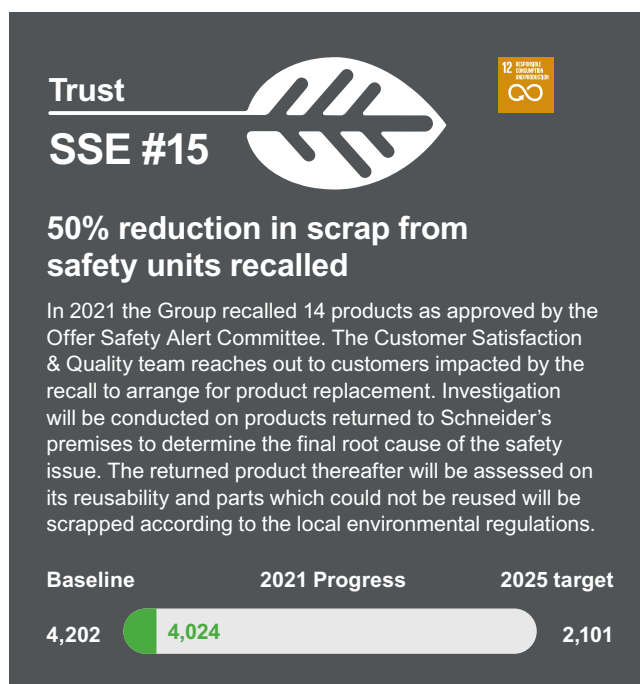 Trust
SSE #15
12 RESPONSIBLE
CONSUMPTION
AND PRODUCTION
50% reduction in scrap from
safety units recalled
In 2021 the Group recalled 14 products as approved by the
Offer Safety Alert Committee. The Customer Satisfaction
& Quality team reaches out to customers impacted by the
recall to arrange for product replacement. Investigation
will be conducted on products returned to Schneider’s
premises to determine the final root cause of the safety
issue. The returned product thereafter will be assessed on
its reusability and parts which could not be reused will be
scrapped according to the local environmental regulations.
Baseline 2021 Progress 2025 target
4,202 4,024 2,101